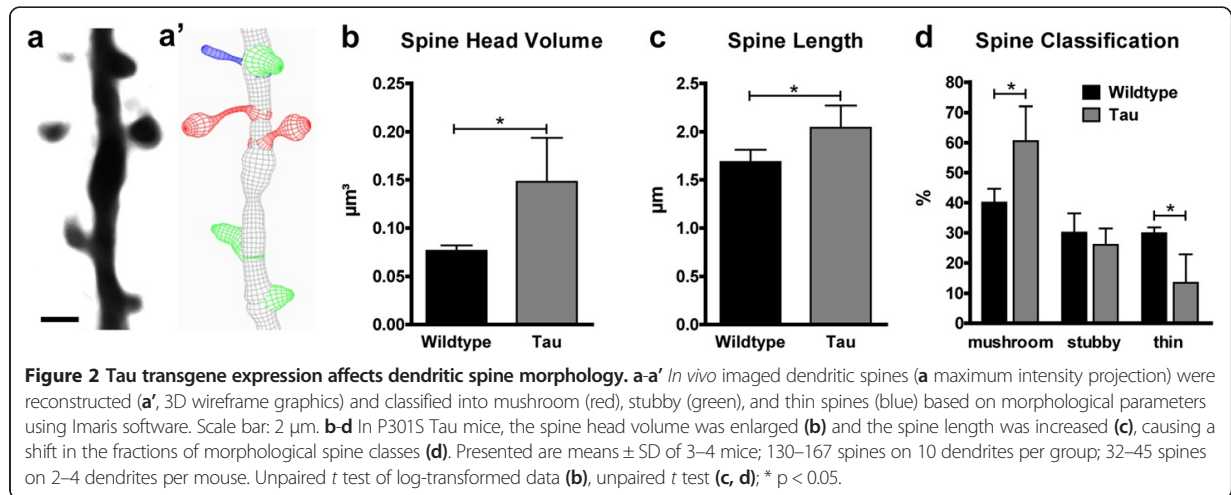 a a' b Spine Head Volume c Spine Length d Spine Classification
µm³
0.25
0.20
0.15
0.10
0.05
0.00
*
Wildtype Tau
µm
2.5
2.0
1.5
1.0
0.5
0.0
*
Wildtype Tau
%
80
70
60
50
40
30
20
10
0
*
*
Wildtype
Tau
mushroom stubby thin
Figure 2 Tau transgene expression affects dendritic spine morphology. a-a' In vivo imaged dendritic spines (a maximum intensity projection) were
reconstructed (a', 3D wireframe graphics) and classified into mushroom (red), stubby (green), and thin spines (blue) based on morphological parameters
using Imaris software. Scale bar: 2 μm. b-d In P301S Tau mice, the spine head volume was enlarged (b) and the spine length was increased (c), causing a
shift in the fractions of morphological spine classes (d). Presented are means ± SD of 3–4 mice; 130–167 spines on 10 dendrites per group; 32–45 spines
on 2–4 dendrites per mouse. Unpaired t test of log-transformed data (b), unpaired t test (c, d); * p < 0.05.